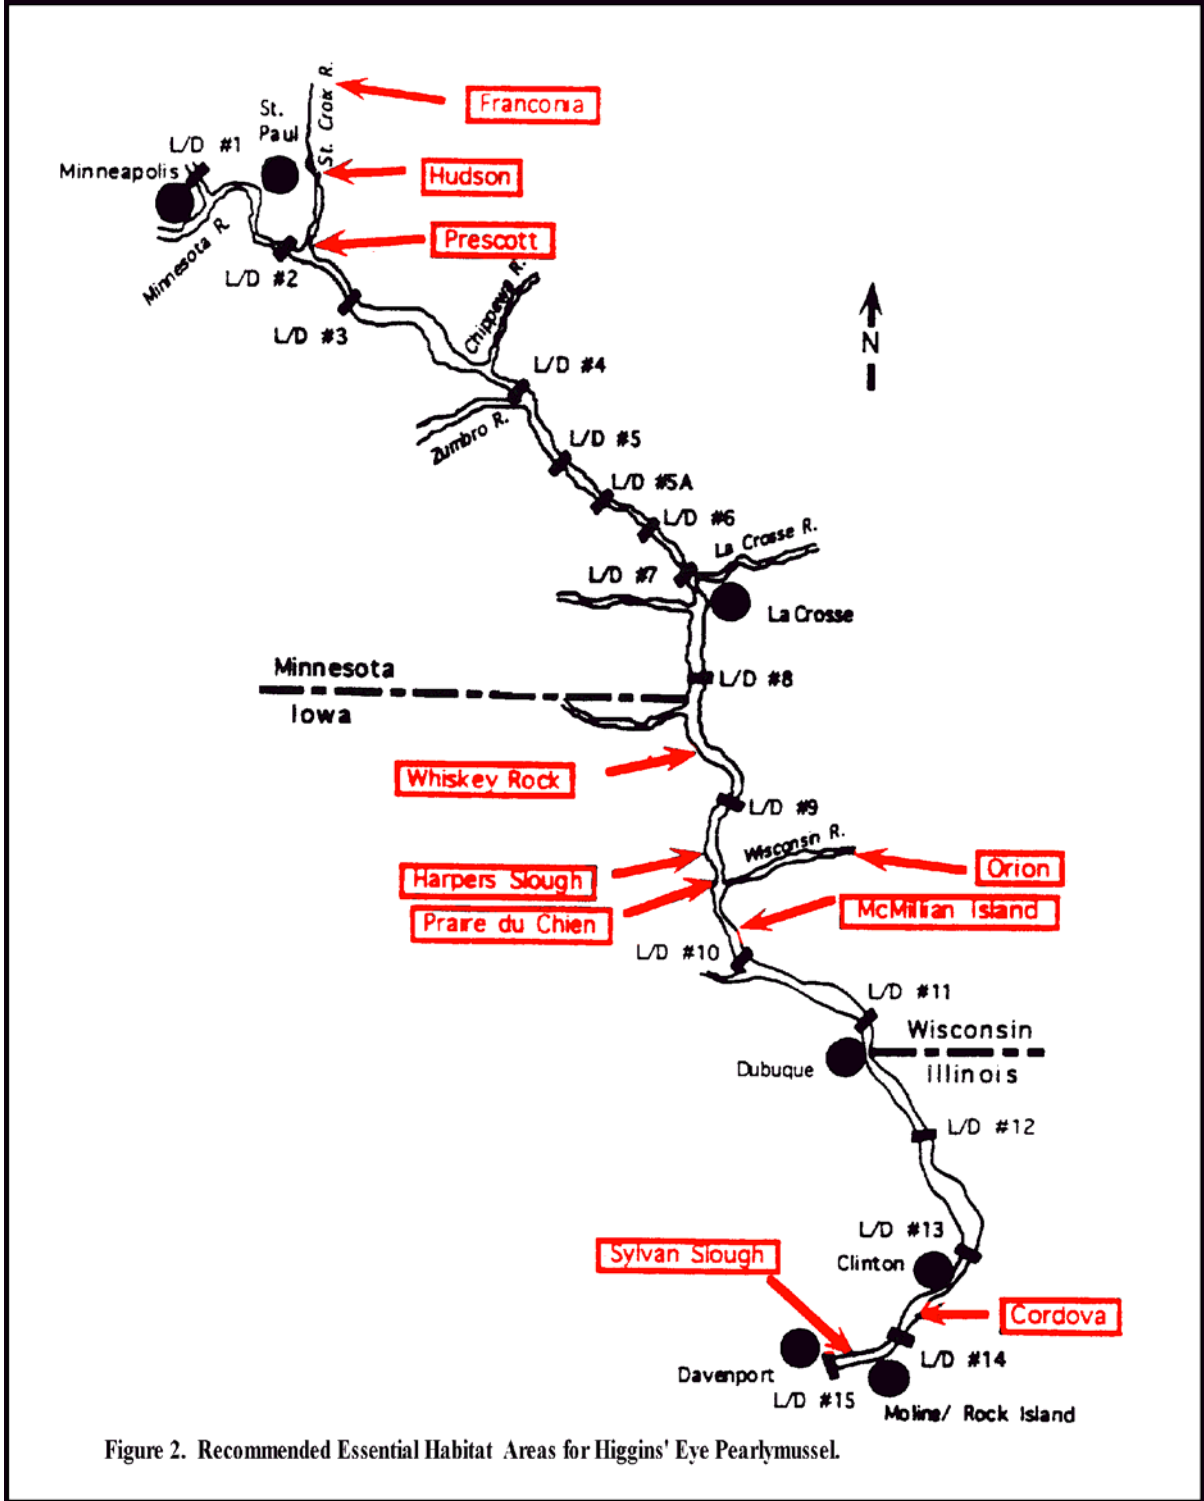 Franconia
St. Croix R.
St.
Paul
L/D #1
Minneapolis
Hudson
Prescott
Minnesota R.
L/D #2
L/D #3
Chippewa R.
N
L/D #4
Zumbro R.
L/D #5
L/D #5A
L/D #6
La Crosse R.
L/D #7
La Crosse
Minnesota
L/D #8
Iowa
Whiskey Rock
L/D #9
Wisconsin R.
Harpers Slough
Orion
Praire du Chien
McMillian Island
L/D #10
L/D #11
Wisconsin
Dubuque
Illinois
L/D #12
L/D #13
Sylvan Slough
Clinton
Cordova
L/D #14
Davenport
L/D #15
Moline/ Rock Island
Figure 2. Recommended Essential Habitat Areas for Higgins' Eye Pearlymussel.